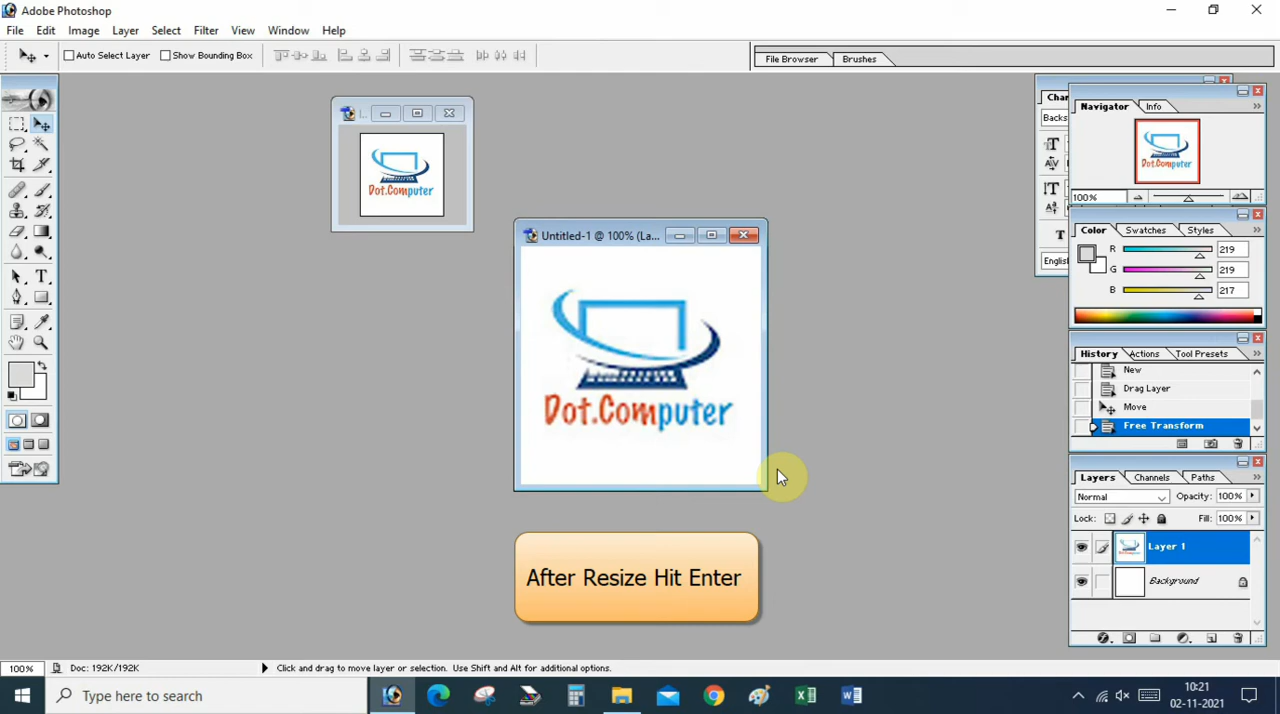 Adobe Photoshop
File Edit Image Layer Select Filter View Window Help
Auto Select Layer Show Bounding Box File Browser Brushes
Navigator Info
Dot.Computer
Dot.Computer
100%
Untitled-1 @ 100% (La...
Color Swatches Styles
R 219
G 219
B 217
Englis
Dot.Computer
History Actions Tool Presets
New
Drag Layer
Move
Free Transform
Layers Channels Paths
Normal Opacity: 100%
Lock: Fill: 100%
Layer 1
Background
After Resize Hit Enter
100% Doc: 192K/192K Click and drag to move layer or selection. Use Shift and Alt for additional options.
Type here to search
10:21
02-11-2021